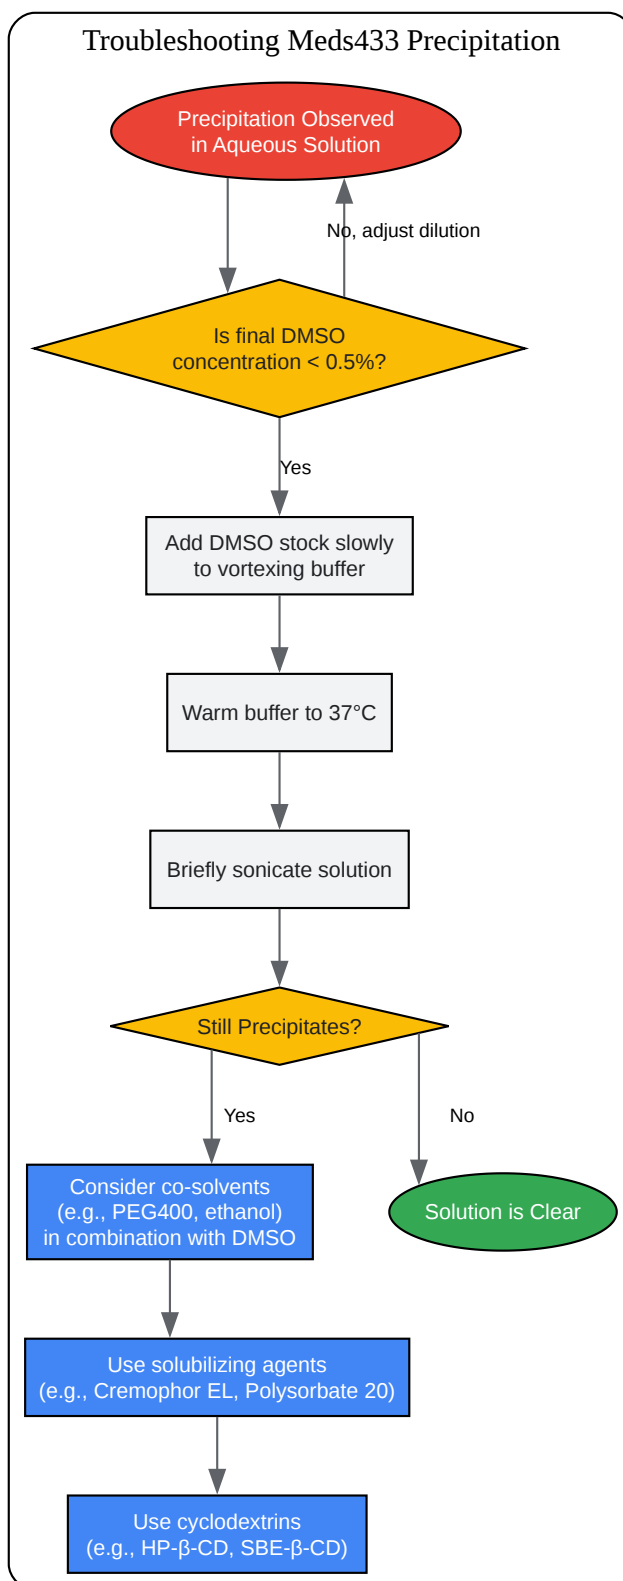 Troubleshooting Meds433 Precipitation
Precipitation Observed
in Aqueous Solution
No, adjust dilution
Is final DMSO
concentration < 0.5%?
Yes
Add DMSO stock slowly
to vortexing buffer
Warm buffer to 37°C
Briefly sonicate solution
Still Precipitates?
Yes
No
Consider co-solvents
(e.g., PEG400, ethanol)
in combination with DMSO
Solution is Clear
Use solubilizing agents
(e.g., Cremophor EL, Polysorbate 20)
Use cyclodextrins
(e.g., HP-β-CD, SBE-β-CD)